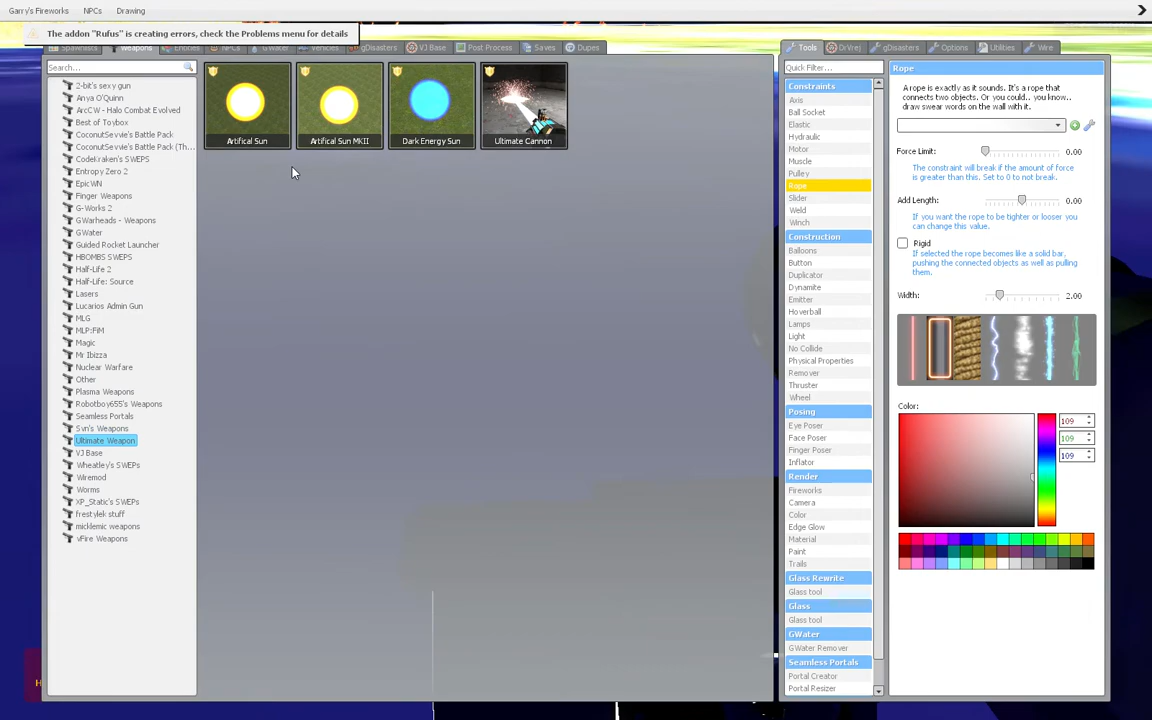 Garry's Fireworks NPCs Drawing
The addon "Rufus" is creating errors, check the Problems menu for details
Spawnlists Weapons Entities NPCs GWater Vehicles gDisasters VJ Base Post Process Saves Dupes
Search...
2-bit's sexy gun
Anya O'Quinn
ArcCW - Halo Combat Evolved
Best of Toybox
CoconutSevvie's Battle Pack
CoconutSevvie's Battle Pack (Th...
CodeKraken's SWEPS
Entropy Zero 2
EpicWN
Finger Weapons
G-Works 2
GWarheads - Weapons
GWater
Guided Rocket Launcher
HBOMBS SWEPS
Half-Life 2
Half-Life: Source
Lasers
Lucarios Admin Gun
MLG
MLP:FiM
Magic
Mr Ibizza
Nuclear Warfare
Other
Plasma Weapons
Robotboy655's Weapons
Seamless Portals
Svn's Weapons
Ultimate Weapon
VJ Base
Wheatley's SWEPs
Wiremod
Worms
XP_Static's SWEPs
frestylek stuff
micklemic weapons
vFire Weapons
Artifical Sun
Artifical Sun MKII
Dark Energy Sun
Ultimate Cannon
Tools DrVrej gDisasters Options Utilities Wire
Quick Filter...
Constraints
Axis
Ball Socket
Elastic
Hydraulic
Motor
Muscle
Pulley
Rope
Slider
Weld
Winch
Construction
Balloons
Button
Duplicator
Dynamite
Emitter
Hoverball
Lamps
Light
No Collide
Physical Properties
Remover
Thruster
Wheel
Posing
Eye Poser
Face Poser
Finger Poser
Inflator
Render
Fireworks
Camera
Color
Edge Glow
Material
Paint
Trails
Glass Rewrite
Glass tool
Glass
Glass tool
GWater
GWater Remover
Seamless Portals
Portal Creator
Portal Resizer
Rope
A rope is exactly as it sounds. It's a rope that
connects two objects. Or you could.. you know..
draw swear words on the wall with it.
Force Limit: 0.00
The constraint will break if the amount of force
is greater than this. Set to 0 to not break.
Add Length: 0.00
If you want the rope to be tighter or looser you
can change this value.
Rigid
If selected the rope becomes like a solid bar,
pushing the connected objects as well as pulling
them.
Width: 2.00
Color:
109
109
109
H